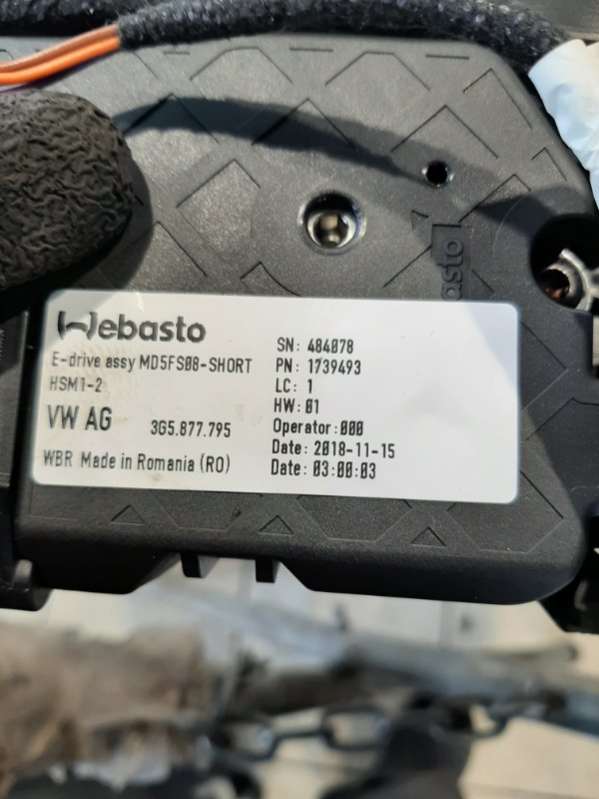 Webasto
E-drive assy MD5FS08-SHORT
HSM1-2
VW AG 3G5.877.795
WBR Made in Romania (RO)
SN: 484078
PN: 1739493
LC: 1
HW:01
Operator:000
Date: 2018-11-15
Date: 03:00:03
asto